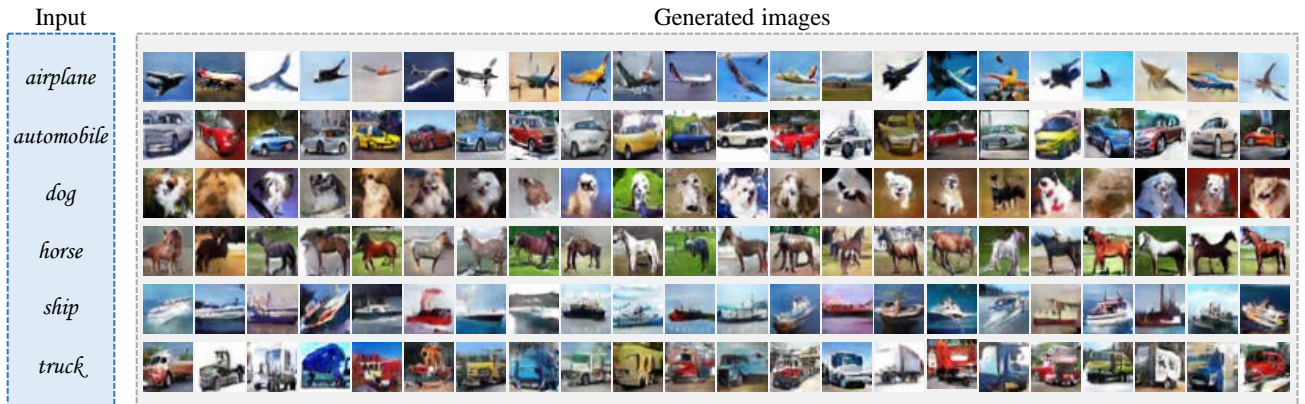 Input
Generated images
airplane
automobile
dog
horse
ship
truck